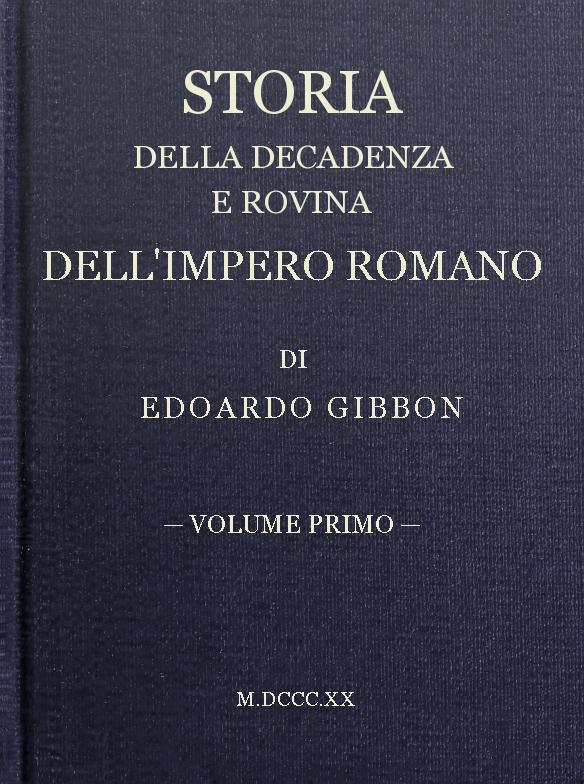 STORIA
DELLA DECADENZA
E ROVINA
DELL'IMPERO ROMANO
DI
EDOARDO GIBBON
— VOLUME PRIMO —
M.DCCC.XX